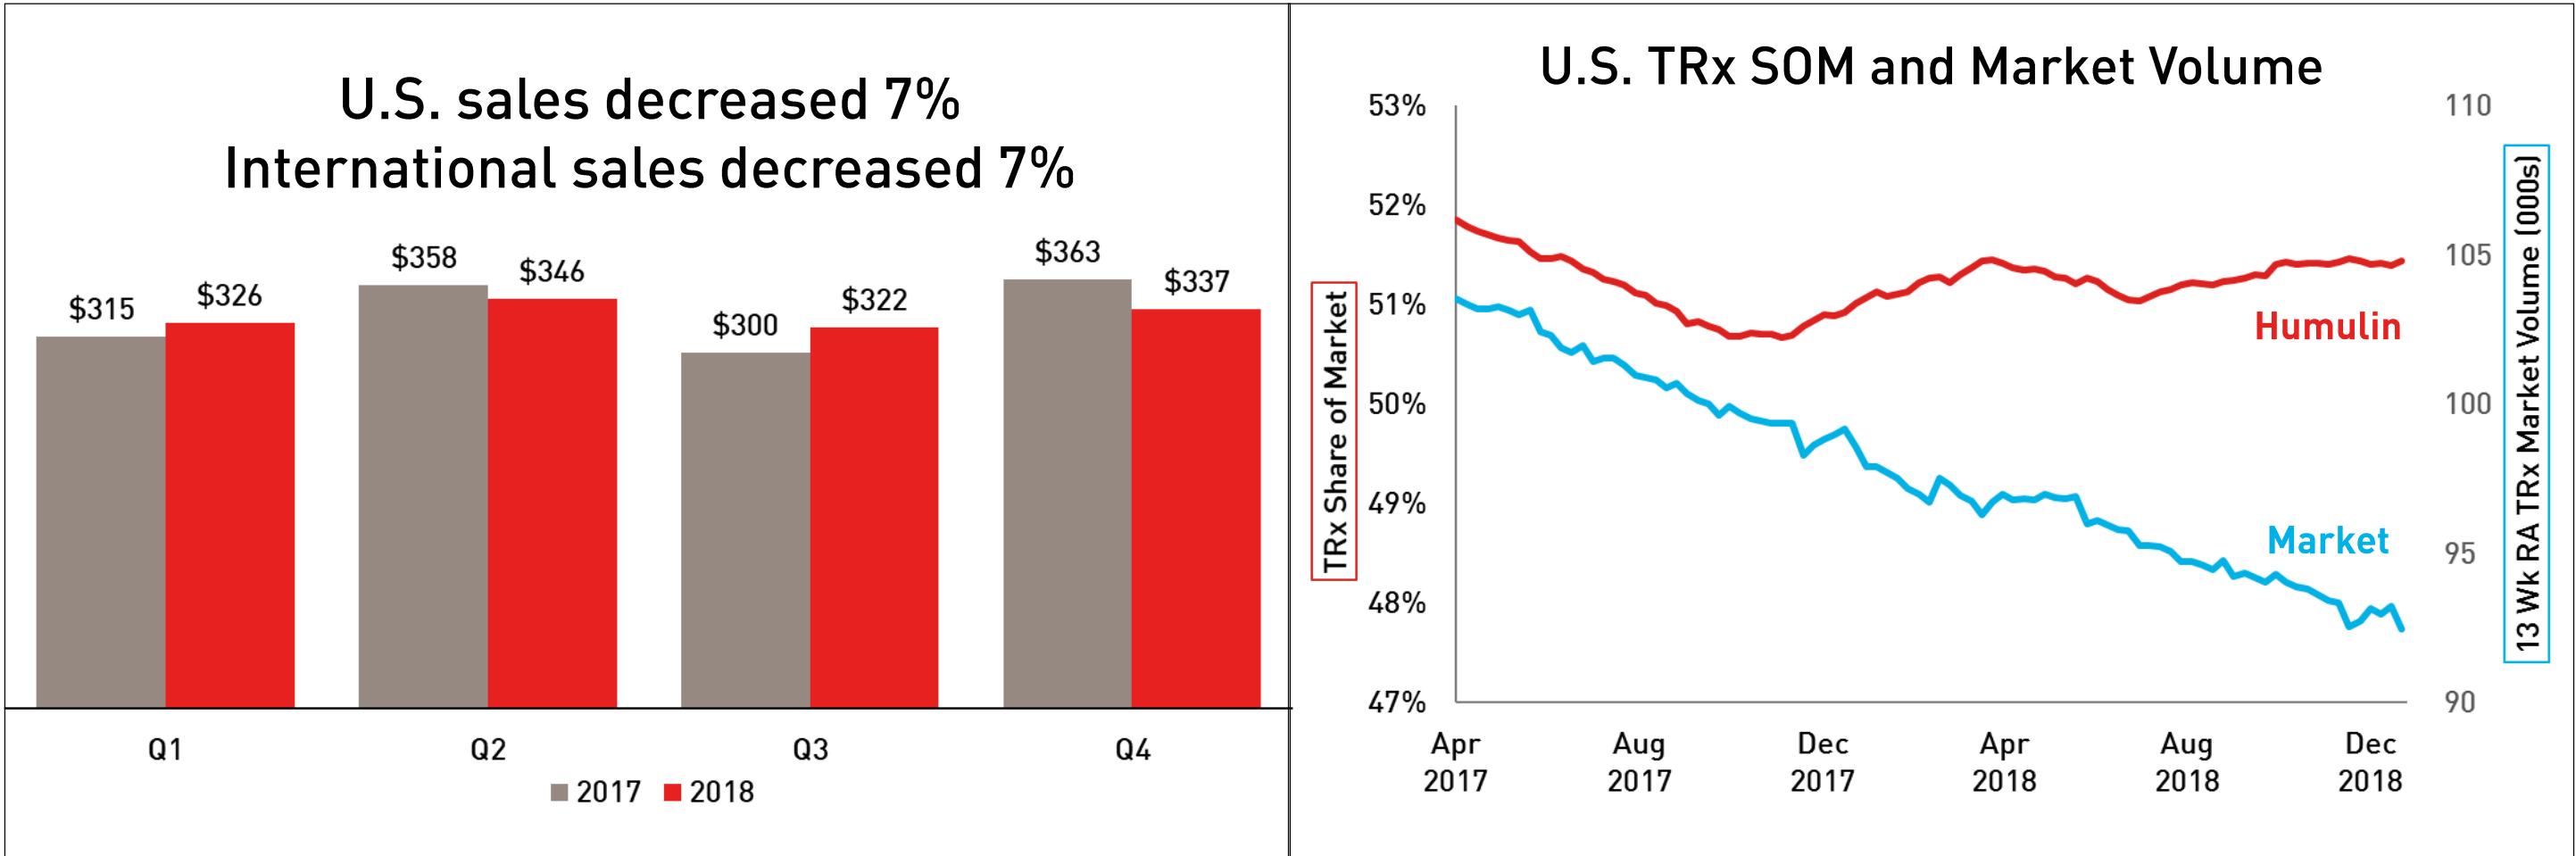 U.S. sales decreased 7%
International sales decreased 7%
$315
$326
$358
$346
$300
$322
$363
$337
Q1
Q2
Q3
Q4
2017
2018
U.S. TRx SOM and Market Volume
TRx Share of Market
53%
52%
51%
50%
49%
48%
47%
Humulin
Market
110
105
100
95
90
13 Wk RA TRx Market Volume (000s)
Apr
2017
Aug
2017
Dec
2017
Apr
2018
Aug
2018
Dec
2018